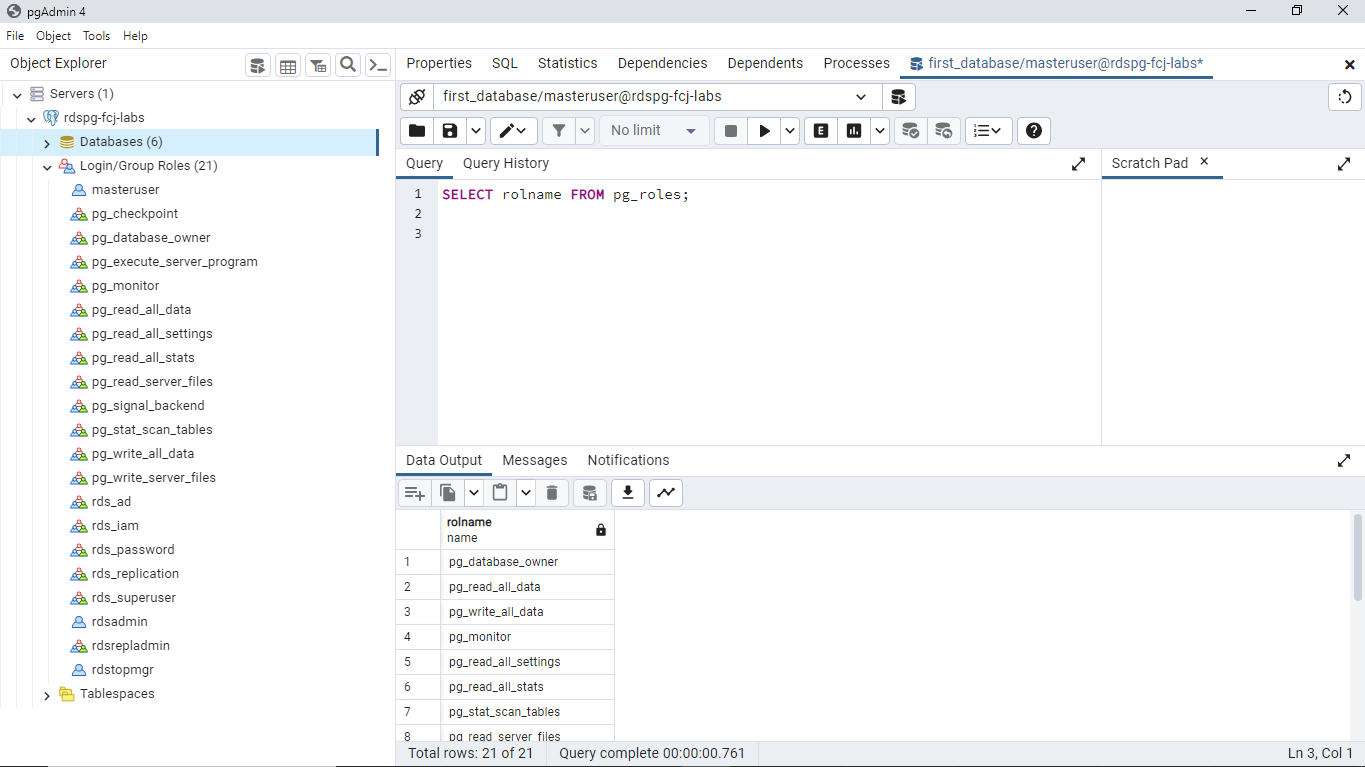 pgAdmin 4
File Object Tools Help
Object Explorer
Servers (1)
rdspg-fcj-labs
Databases (6)
Login/Group Roles (21)
masteruser
pg_checkpoint
pg_database_owner
pg_execute_server_program
pg_monitor
pg_read_all_data
pg_read_all_settings
pg_read_all_stats
pg_read_server_files
pg_signal_backend
pg_stat_scan_tables
pg_write_all_data
pg_write_server_files
rds_ad
rds_iam
rds_password
rds_replication
rds_superuser
rdsadmin
rdsrepladmin
rdstopmgr
Tablespaces
Properties SQL Statistics Dependencies Dependents Processes first_database/masteruser@rdspg-fcj-labs*
first_database/masteruser@rdspg-fcj-labs
No limit E
Query Query History
Scratch Pad
1 SELECT rolname FROM pg_roles;
2
3
Data Output Messages Notifications
rolname
name
1 pg_database_owner
2 pg_read_all_data
3 pg_write_all_data
4 pg_monitor
5 pg_read_all_settings
6 pg_read_all_stats
7 pg_stat_scan_tables
8 pg_read_server_files
Total rows: 21 of 21 Query complete 00:00:00.761 Ln 3, Col 1